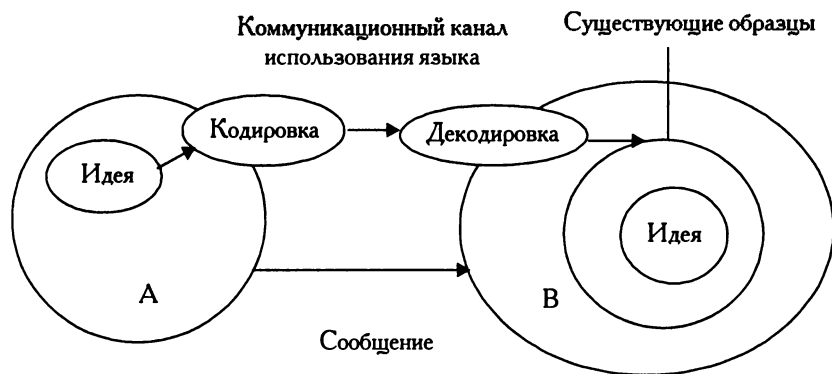 Коммуникационный канал
использования языка
Существующие образцы
Кодировка
Декодировка
Идея
Идея
A
B
Сообщение